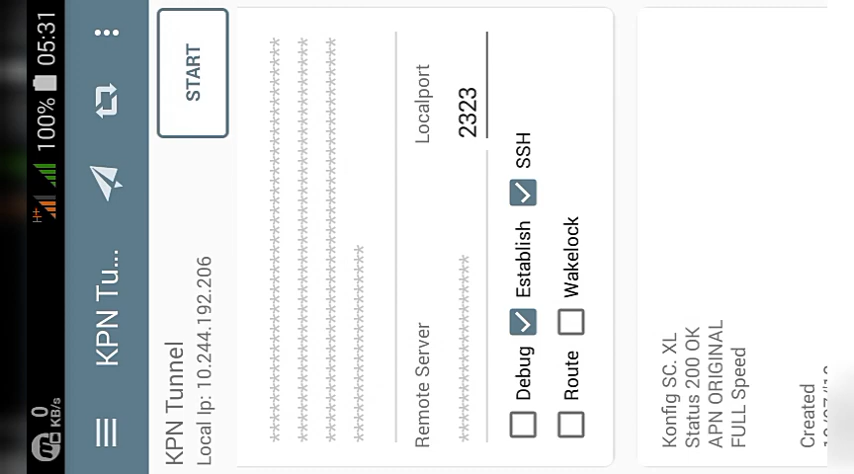 0
KB/s
H+
100%
05:31
KPN Tu...
KPN Tunnel
Local Ip: 10.244.192.206
START
****************************************
****************************************
****************************************
*******************
Remote Server
Localport
******************
2323
Debug
Establish
SSH
Route
Wakelock
Konfig SC. XL
Status 200 OK
APN ORIGINAL
FULL Speed
Created